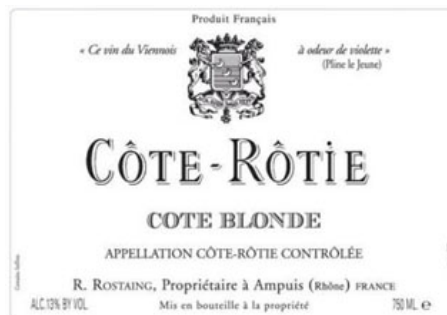 Produit Français
« Ce vin du Viennois à odeur de violette »
(Pline le Jeune)
CÔTE-RÔTIE
COTE BLONDE
APPELLATION CÔTE-RÔTIE CONTRÔLÉE
R. ROSTAING, Propriétaire à Ampuis (Rhône) FRANCE
ALC.13% BY VOL. Mis en bouteille à la propriété 750 ML. e